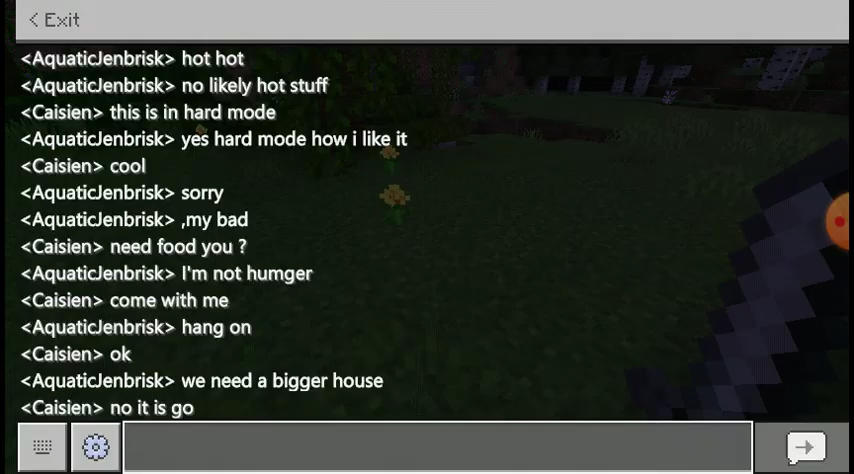 < Exit
<AquaticJenbrisk> hot hot
<AquaticJenbrisk> no likely hot stuff
<Caisien> this is in hard mode
<AquaticJenbrisk> yes hard mode how i like it
<Caisien> cool
<AquaticJenbrisk> sorry
<AquaticJenbrisk> ,my bad
<Caisien> need food you ?
<AquaticJenbrisk> I'm not humger
<Caisien> come with me
<AquaticJenbrisk> hang on
<Caisien> ok
<AquaticJenbrisk> we need a bigger house
<Caisien> no it is go